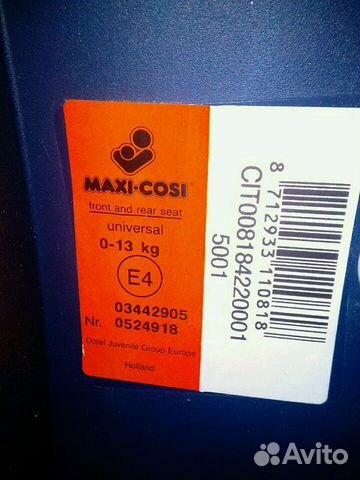 MAXI-COSI
front and rear seat
universal
0-13 kg
E4
03442905
Nr. 0524918
Dorel Juvenile Group Europe
Holland
CIT008184220001
5001
8 712933 110818
Avito